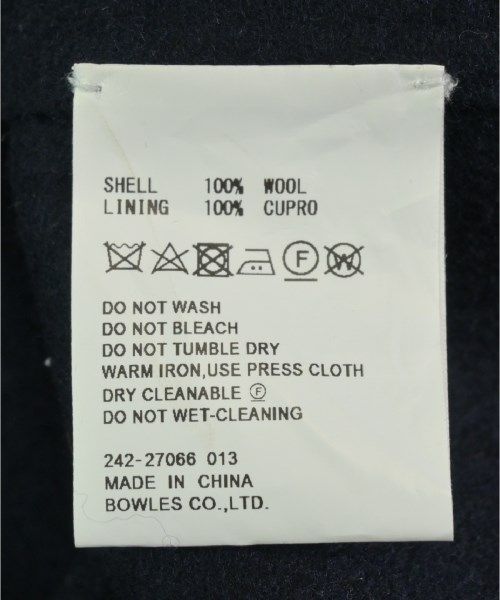 SHELL 100% WOOL
LINING 100% CUPRO
F W
DO NOT WASH
DO NOT BLEACH
DO NOT TUMBLE DRY
WARM IRON,USE PRESS CLOTH
DRY CLEANABLE Ⓕ
DO NOT WET-CLEANING
242-27066 013
MADE IN CHINA
BOWLES CO.,LTD.